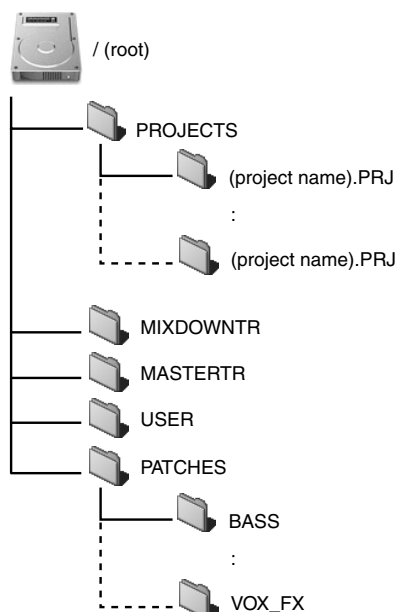 / (root)
PROJECTS
(project name).PRJ
:
(project name).PRJ
MIXDOWNTR
MASTERTR
USER
PATCHES
BASS
:
VOX_FX